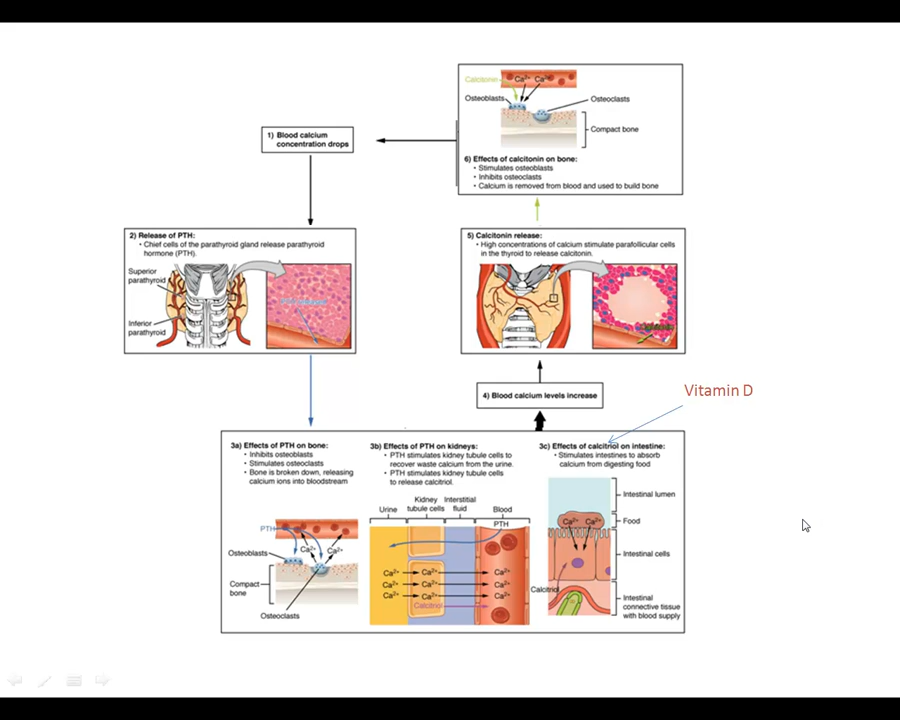 1) Blood calcium
concentration drops
2) Release of PTH:
• Chief cells of the parathyroid gland release parathyroid
hormone (PTH).
Superior
parathyroid
Inferior
parathyroid
3a) Effects of PTH on bone:
• Inhibits osteoblasts
• Stimulates osteoclasts
• Bone is broken down, releasing
calcium ions into bloodstream
PTH
Ca2+
Ca2+
Osteoblasts
Compact
bone
Osteoclasts
3b) Effects of PTH on kidneys:
• PTH stimulates kidney tubule cells to
recover waste calcium from the urine.
• PTH stimulates kidney tubule cells
to release calcitriol.
Urine
Kidney
tubule cells
Interstitial
fluid
Blood
PTH
Ca2+ Ca2+ Ca2+
Ca2+ Ca2+ Ca2+
Ca2+ Ca2+ Ca2+
Calcitriol
3c) Effects of calcitriol on intestine:
• Stimulates intestines to absorb
calcium from digesting food
Ca2+ Ca2+
Calcitriol
Intestinal lumen
Food
Intestinal cells
Intestinal
connective tissue
with blood supply
Vitamin D
4) Blood calcium levels increase
5) Calcitonin release:
• High concentrations of calcium stimulate parafollicular cells
in the thyroid to release calcitonin.
Calcitonin
Ca2+ Ca2+
Osteoblasts
Osteoclasts
Compact bone
6) Effects of calcitonin on bone:
• Stimulates osteoblasts
• Inhibits osteoclasts
• Calcium is removed from blood and used to build bone